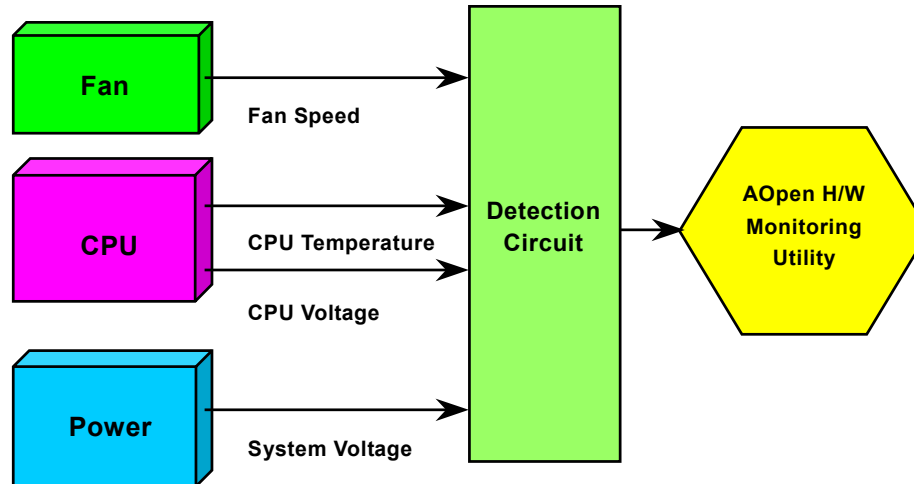 Fan
Fan Speed
CPU
CPU Temperature
CPU Voltage
Power
System Voltage
Detection
Circuit
AOpen H/W
Monitoring
Utility